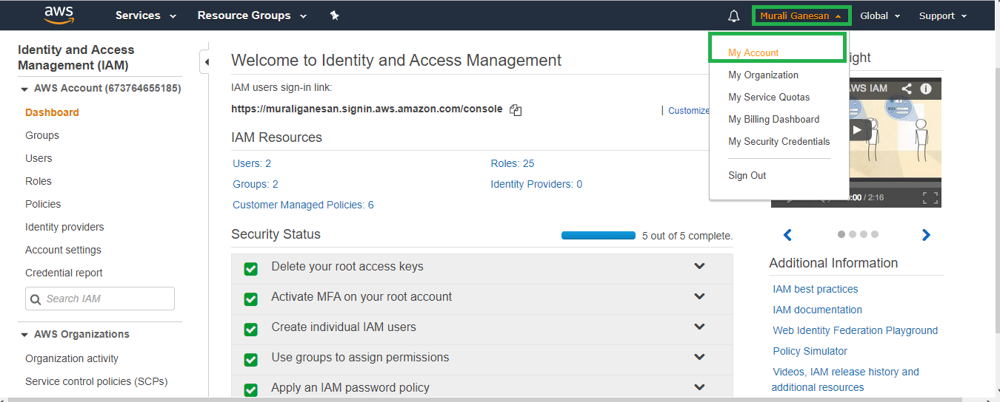 aws
Services
Resource Groups
Murali Ganesan
Global
Support
Identity and Access
Management (IAM)
AWS Account (673764655185)
Dashboard
Groups
Users
Roles
Policies
Identity providers
Account settings
Credential report
Search IAM
AWS Organizations
Organization activity
Service control policies (SCPs)
Welcome to Identity and Access Management
IAM users sign-in link:
https://muraliganesan.signin.aws.amazon.com/console
| Customize
IAM Resources
Users: 2
Roles: 25
Groups: 2
Identity Providers: 0
Customer Managed Policies: 6
Security Status
5 out of 5 complete.
Delete your root access keys
Activate MFA on your root account
Create individual IAM users
Use groups to assign permissions
Apply an IAM password policy
My Account
My Organization
My Service Quotas
My Billing Dashboard
My Security Credentials
Sign Out
AWS IAM
:00 / 2:16
Additional Information
IAM best practices
IAM documentation
Web Identity Federation Playground
Policy Simulator
Videos, IAM release history and
additional resources